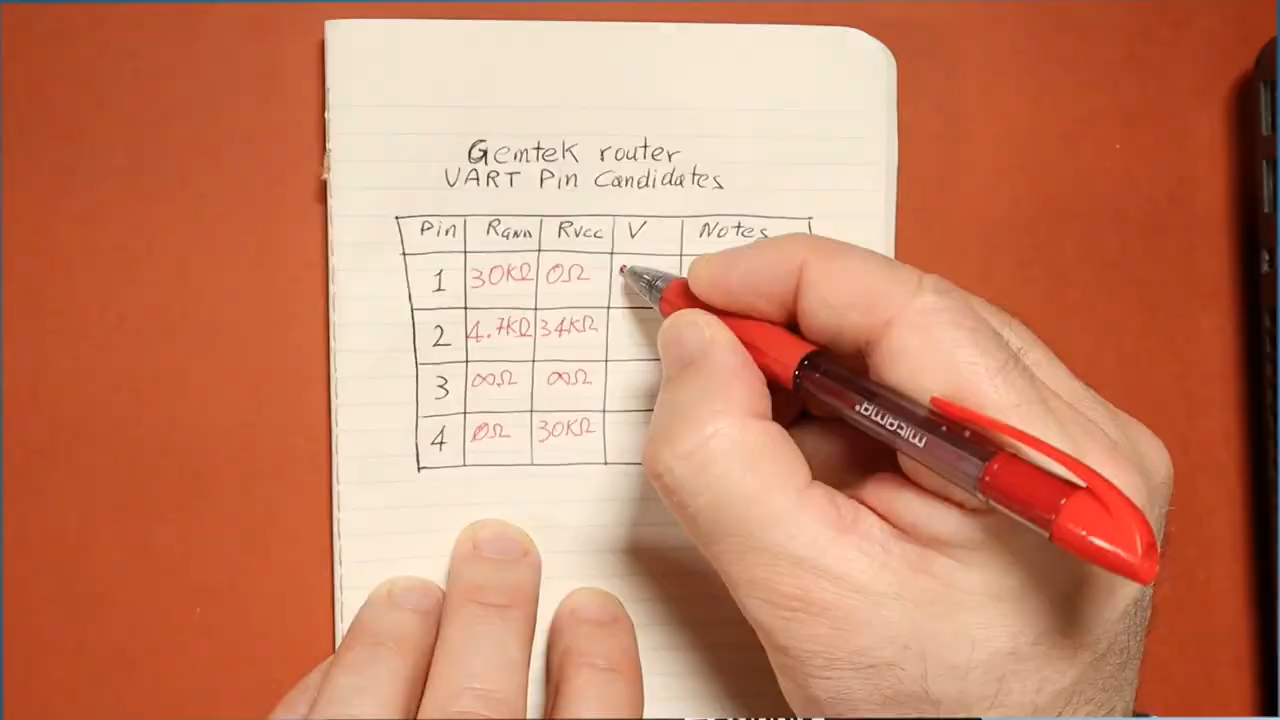 Gemtek router
UART Pin Candidates
Pin RGND RVCC V Notes
1 30KΩ 0Ω
2 4.7KΩ 34KΩ
3 ∞Ω ∞Ω
4 0Ω 30KΩ
mitama